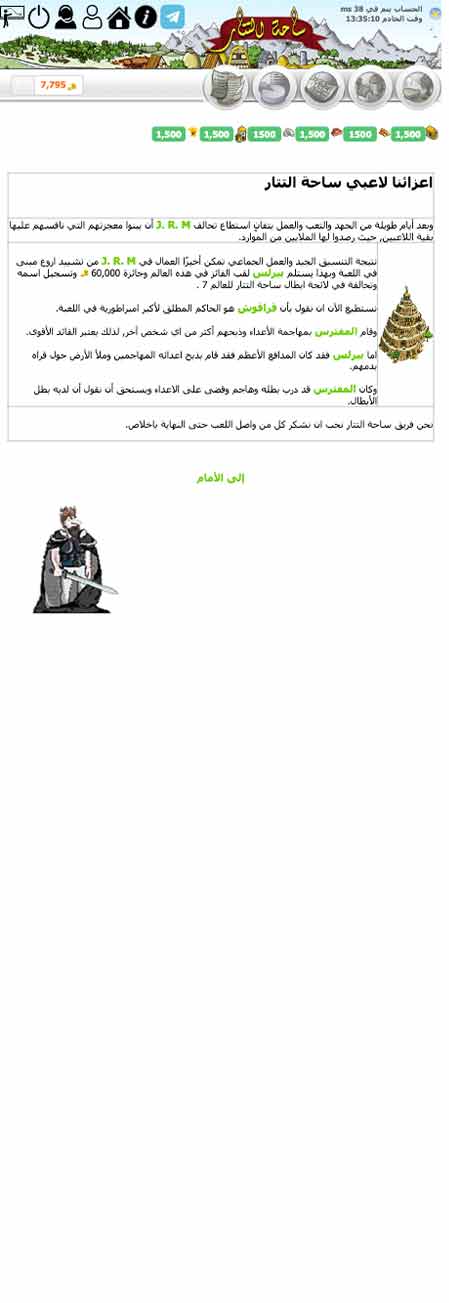 الحساب يتم في 38 ms
وقت الخادم 13:35:10
ساحة التتار
7,795
1,500 1500 1,500 1500 1,500 1,500
اعزائنا لاعبي ساحة التتار
وبعد أيام طويلة من الجهد والتعب والعمل بتفانٍ استطاع تحالف J. R. M أن يبنوا معجزتهم التي نافسهم عليها
بقية اللاعبين, حيث رصدوا لها الملايين من الموارد.
نتيجة التنسيق الجيد والعمل الجماعي تمكن أخيرًا العمال في J. R. M من تشييد اروع مبنى
في اللعبة وبهذا يستلم بيرلس لقب الفائز في هذه العالم وجائزة 60,000 وتسجيل اسمه
وتحالفة في لائحة ابطال ساحة التتار للعالم 7 .
نستطيع الأن ان نقول بأن قراقوش هو الحاكم المطلق لأكبر امبراطورية في اللعبة.
وقام المفترس بمهاجمة الأعداء وذبحهم أكثر من اي شخص آخر, لذلك يعتبر القائد الأقوى.
اما بيرلس فقد كان المدافع الأعظم فقد قام بذبح اعدائه المهاجمين وملأ الأرض حول قراه
بدمهم.
وكان المفترس قد درب بطله وهاجم وقضى على الاعداء ويستحق أن نقول أن لديه بطل
الأبطال.
نحن فريق ساحة التتار نحب ان نشكر كل من واصل اللعب حتى النهاية بإخلاص.
إلى الأمام